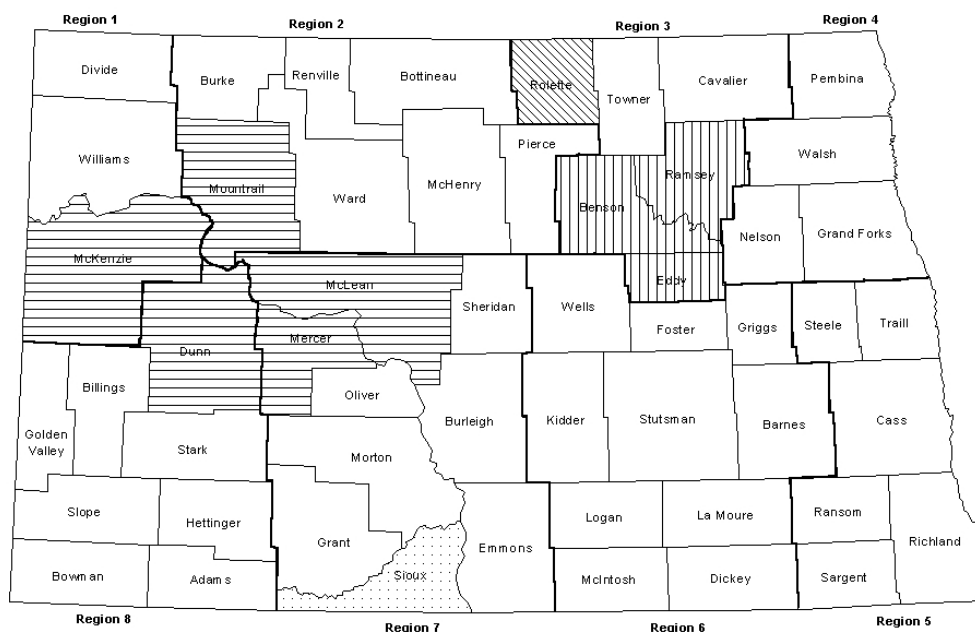 Region 1
Region 2
Region 3
Region 4
Divide
Burke
Renville
Bottineau
Rolette
Towner
Cavalier
Pembina
Williams
Mountrail
Ward
McHenry
Pierce
Benson
Ramsey
Walsh
Nelson
Grand Forks
McKenzie
McLean
Sheridan
Wells
Eddy
Foster
Griggs
Steele
Traill
Dunn
Mercer
Oliver
Billings
Golden
Valley
Stark
Morton
Burleigh
Kidder
Stutsman
Barnes
Cass
Slope
Hettinger
Grant
Sioux
Emmons
Logan
La Moure
Ransom
Richland
Bowman
Adams
McIntosh
Dickey
Sargent
Region 8
Region 7
Region 6
Region 5